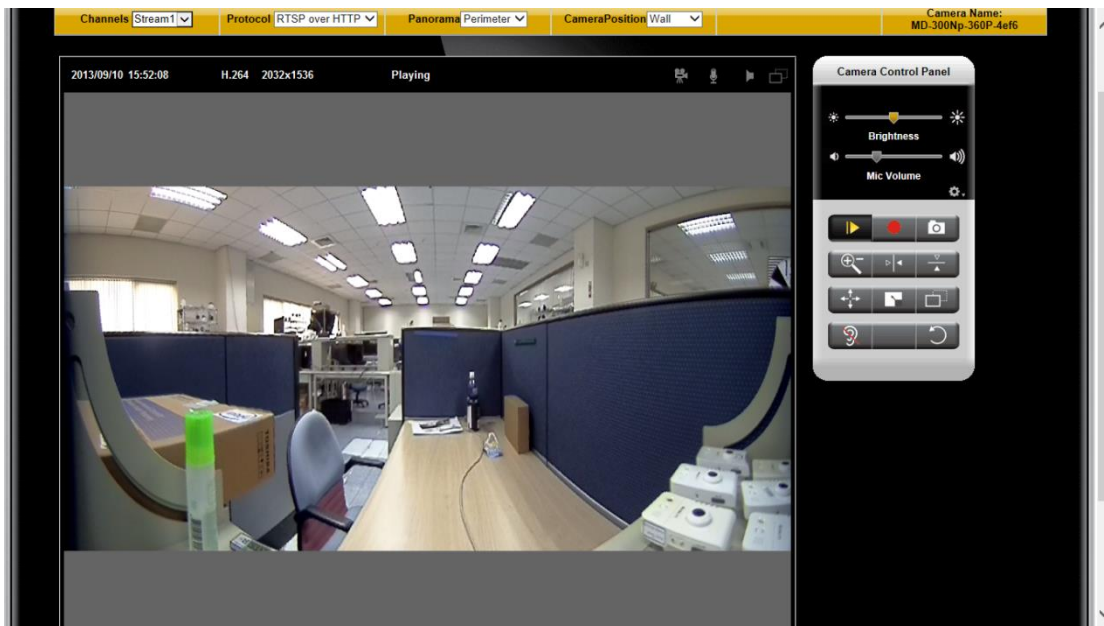 Channels Stream1 Protocol RTSP over HTTP Panorama Perimeter CameraPosition Wall Camera Name:
MD-300Np-360P-4ef6
2013/09/10 15:52:08 H.264 2032x1536 Playing
Camera Control Panel
Brightness
Mic Volume
TOSHIBA